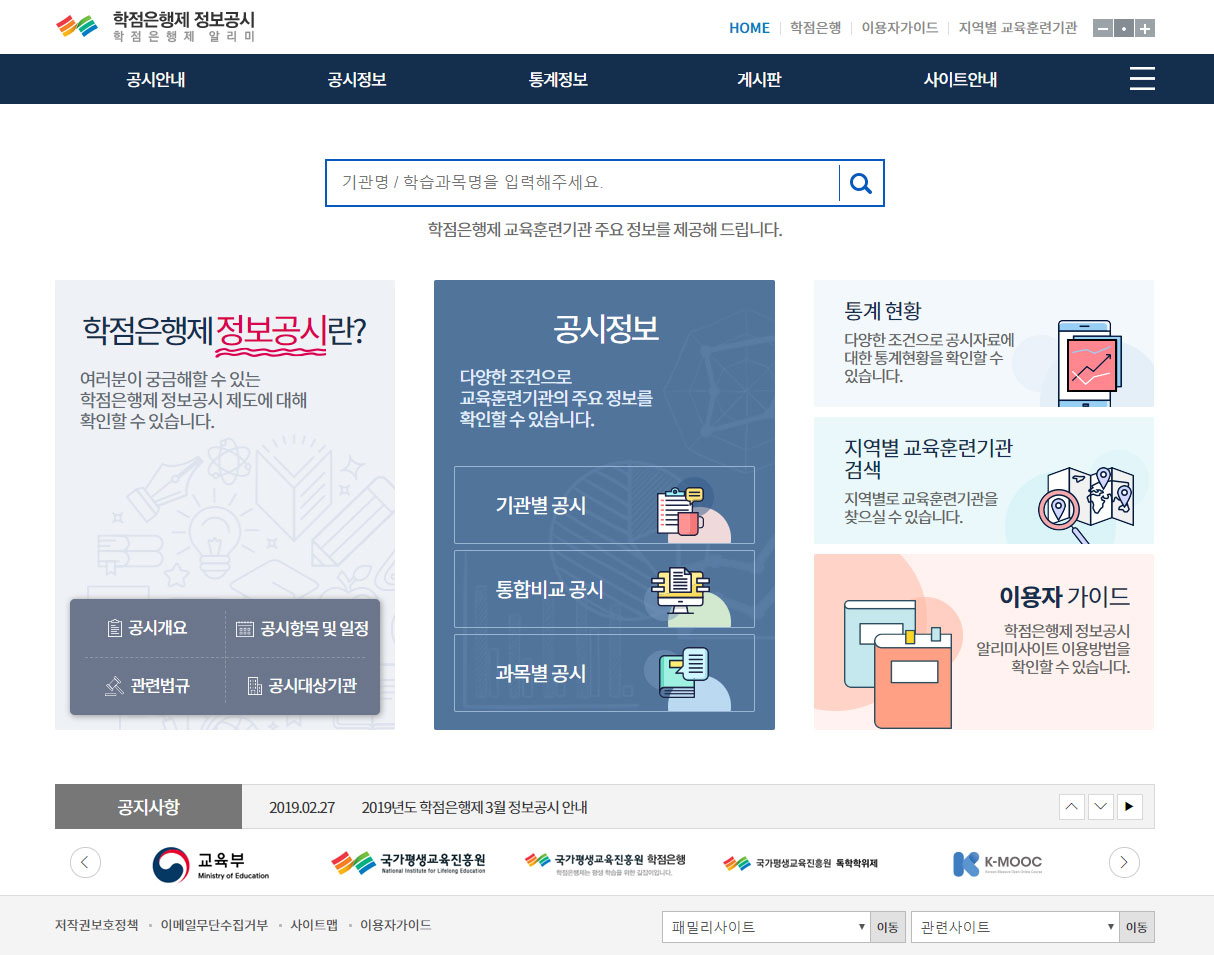 학점은행제 정보공시
학점은행제 알리미
HOME 학점은행 이용자가이드 지역별 교육훈련기관
공시안내 공시정보 통계정보 게시판 사이트안내
기관명 / 학습과목명을 입력해주세요.
학점은행제 교육훈련기관 주요 정보를 제공해 드립니다.
학점은행제 정보공시란?
여러분이 궁금해할 수 있는
학점은행제 정보공시 제도에 대해
확인할 수 있습니다.
공시개요 공시항목 및 일정
관련법규 공시대상기관
공시정보
다양한 조건으로
교육훈련기관의 주요 정보를
확인할 수 있습니다.
기관별 공시
통합비교 공시
과목별 공시
통계 현황
다양한 조건으로 공시자료에
대한 통계현황을 확인할 수
있습니다.
지역별 교육훈련기관
검색
지역별로 교육훈련기관을
찾으실 수 있습니다.
이용자 가이드
학점은행제 정보공시
알리미사이트 이용방법을
확인할 수 있습니다.
공지사항 2019.02.27 2019년도 학점은행제 3월 정보공시 안내
교육부
Ministry of Education
국가평생교육진흥원
National Institute for Lifelong Education
국가평생교육진흥원 학점은행
학점은행제는 평생 학습을 위한 길잡이입니다.
국가평생교육진흥원 독학학위제
K-MOOC
저작권보호정책 이메일무단수집거부 사이트맵 이용자가이드
패밀리사이트 이동 관련사이트 이동